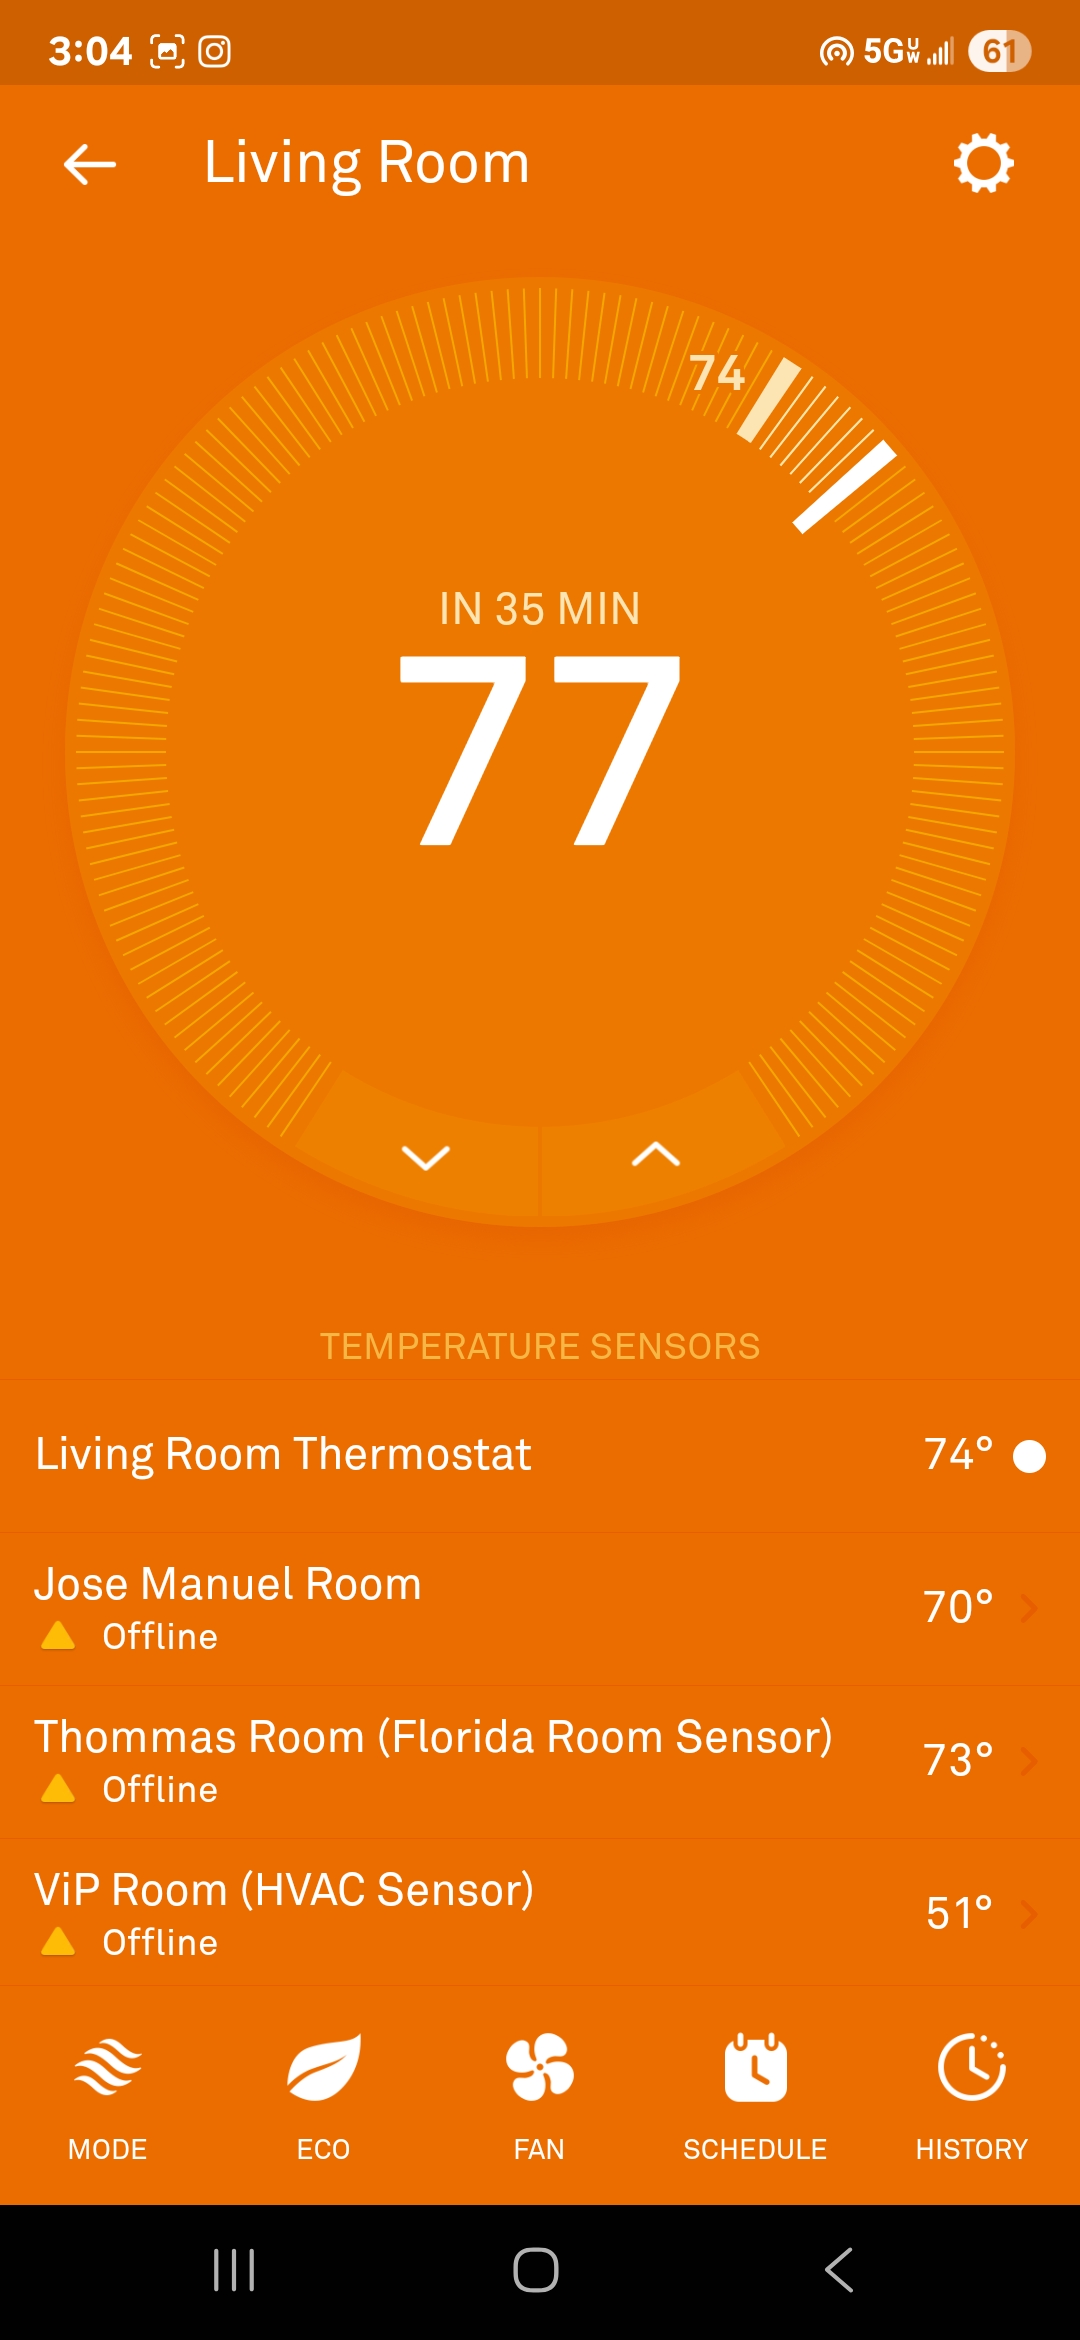 3:04
5G UW
61
Living Room
74
IN 35 MIN
77
TEMPERATURE SENSORS
Living Room Thermostat 74°
Jose Manuel Room 70°
Offline
Thommas Room (Florida Room Sensor) 73°
Offline
ViP Room (HVAC Sensor) 51°
Offline
MODE ECO FAN SCHEDULE HISTORY